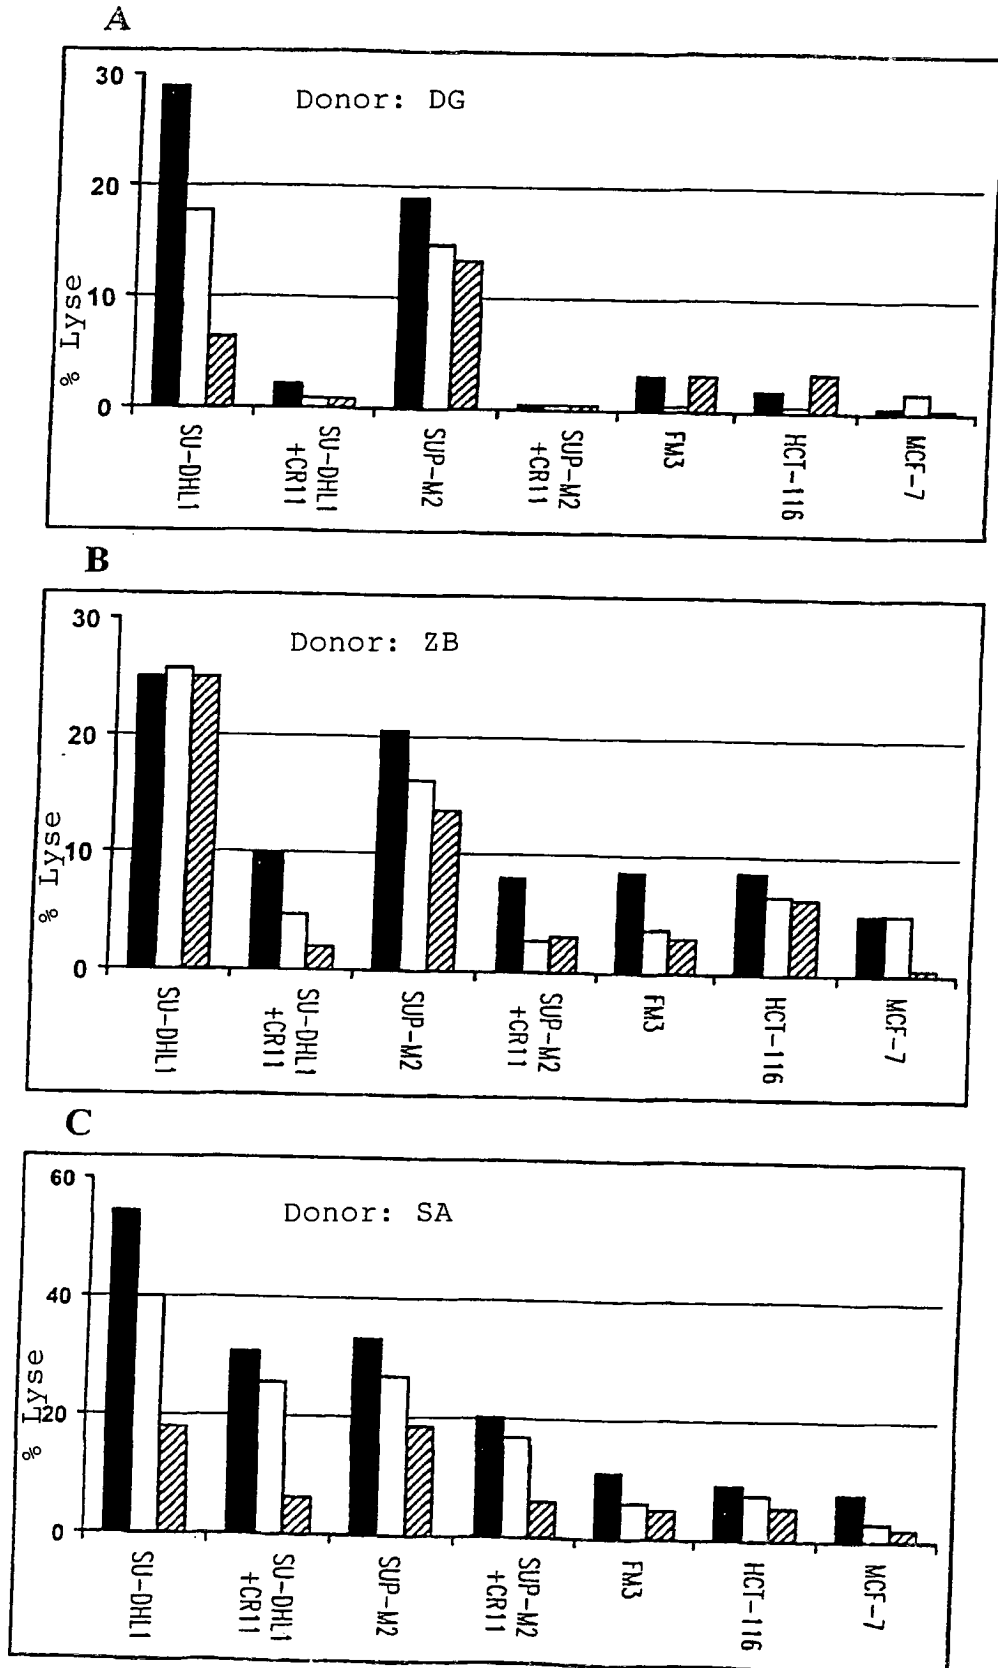 A
Donor: DG
30
20
10
0
% Lyse
SU-DHL1
SU-DHL1
+CR11
SUP-M2
SUP-M2
+CR11
FM3
HCT-116
MCF-7
B
Donor: ZB
30
20
10
0
% Lyse
SU-DHL1
SU-DHL1
+CR11
SUP-M2
SUP-M2
+CR11
FM3
HCT-116
MCF-7
C
Donor: SA
60
40
20
0
% Lyse
SU-DHL1
SU-DHL1
+CR11
SUP-M2
SUP-M2
+CR11
FM3
HCT-116
MCF-7